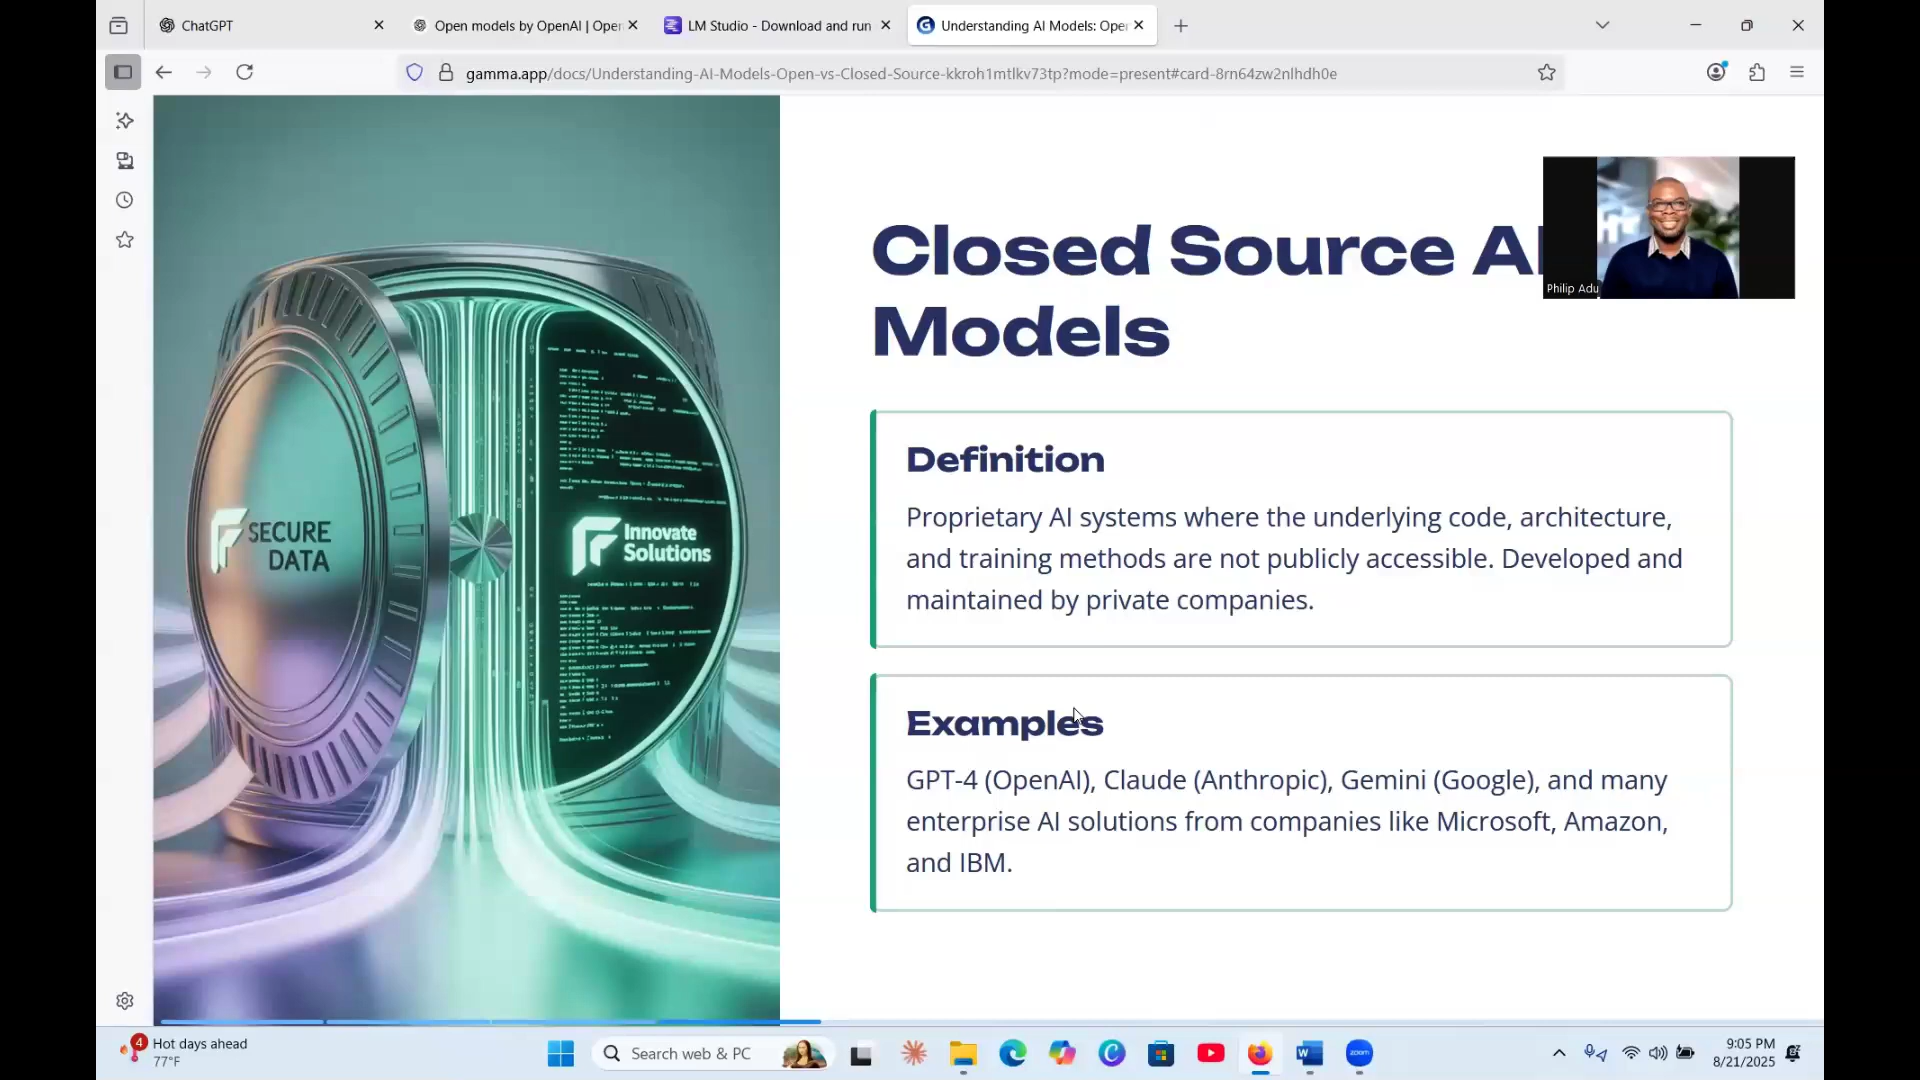 ChatGPT
Open models by OpenAI | Open
LM Studio - Download and run
Understanding AI Models: Open
gamma.app/docs/Understanding-AI-Models-Open-vs-Closed-Source-kkroh1mtlkv73tp?mode=present#card-8rn64zw2nlhdh0e
Closed Source AI
Models
Philip Adu
SECURE
DATA
Innovate
Solutions
Definition
Proprietary AI systems where the underlying code, architecture,
and training methods are not publicly accessible. Developed and
maintained by private companies.
Examples
GPT-4 (OpenAI), Claude (Anthropic), Gemini (Google), and many
enterprise AI solutions from companies like Microsoft, Amazon,
and IBM.
4
Hot days ahead
77°F
Search web & PC
zoom
9:05 PM
8/21/2025